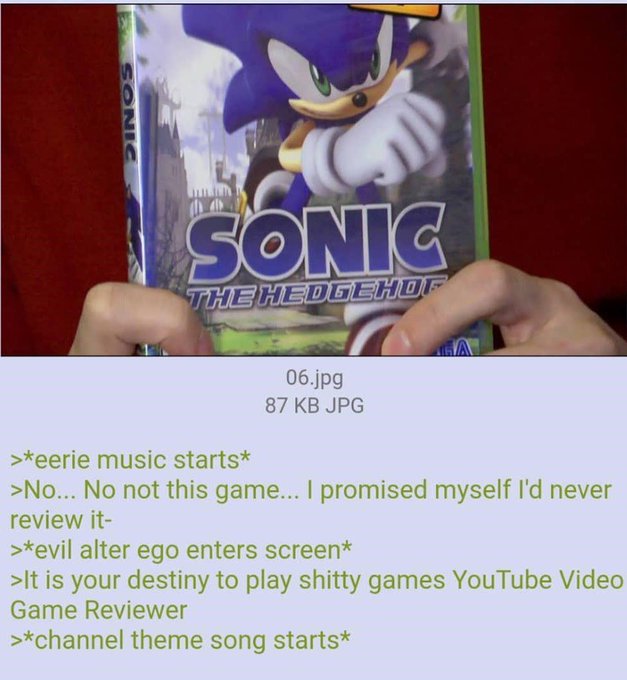 SONIC
SONIC
THE HEDGEHOG
06.jpg
87 KB JPG
>*eerie music starts*
>No... No not this game... I promised myself I'd never
review it-
>*evil alter ego enters screen*
>It is your destiny to play shitty games YouTube Video
Game Reviewer
>*channel theme song starts*